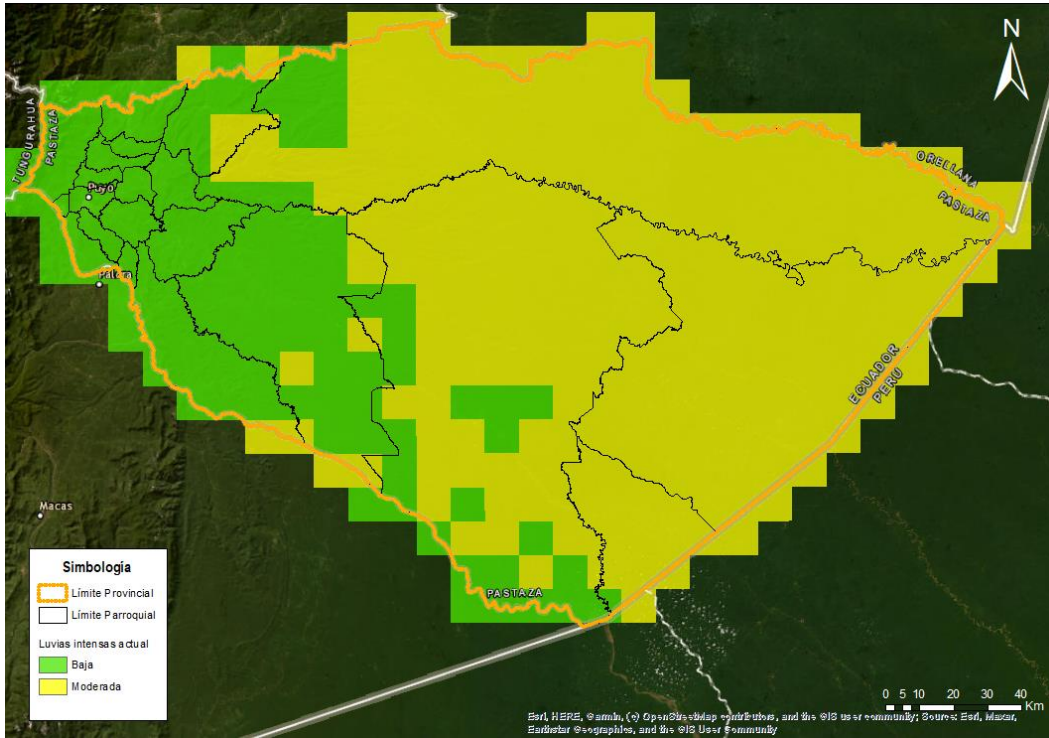 N
TUNGURAHUA
PASTAZA
ORELLANA
PASTAZA
Puyo
Palora
ECUADOR
PERU
Macas
PASTAZA
Simbologia
Límite Provincial
Límite Parroquial
Luvias intensas actual
Baja
Moderada
0 5 10 20 30 40
Km
Esri, HERE, Garmin, (c) OpenStreetMap contributors, and the GIS user community; Source: Esri, Maxar,
Earthstar Geographics, and the GIS User Community